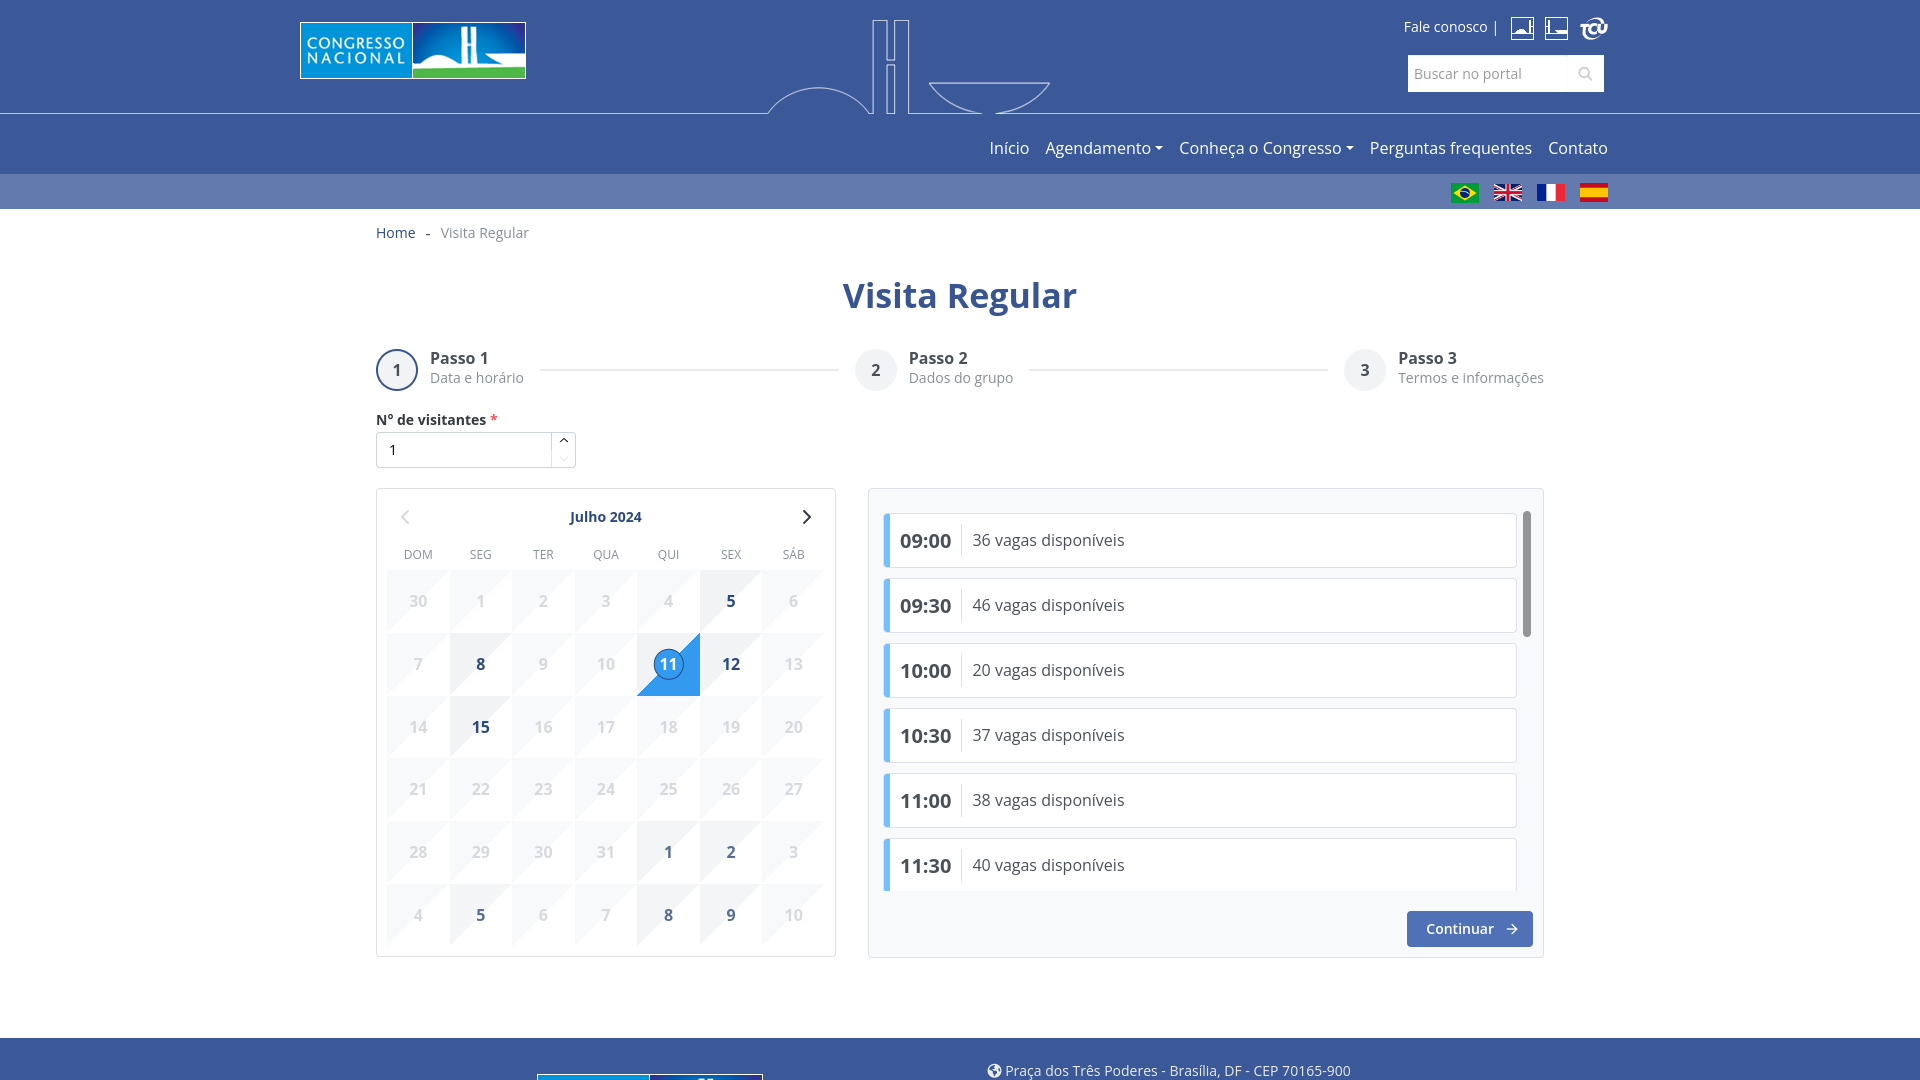 CONGRESSO
NACIONAL
Fale conosco |
TCU
Buscar no portal
Início Agendamento Conheça o Congresso Perguntas frequentes Contato
Home - Visita Regular
Visita Regular
1 Passo 1
Data e horário
2 Passo 2
Dados do grupo
3 Passo 3
Termos e informações
Nº de visitantes *
1
Julho 2024
DOM SEG TER QUA QUI SEX SÁB
30 1 2 3 4 5 6
7 8 9 10 11 12 13
14 15 16 17 18 19 20
21 22 23 24 25 26 27
28 29 30 31 1 2 3
4 5 6 7 8 9 10
09:00 36 vagas disponíveis
09:30 46 vagas disponíveis
10:00 20 vagas disponíveis
10:30 37 vagas disponíveis
11:00 38 vagas disponíveis
11:30 40 vagas disponíveis
Continuar
Praça dos Três Poderes - Brasília, DF - CEP 70165-900